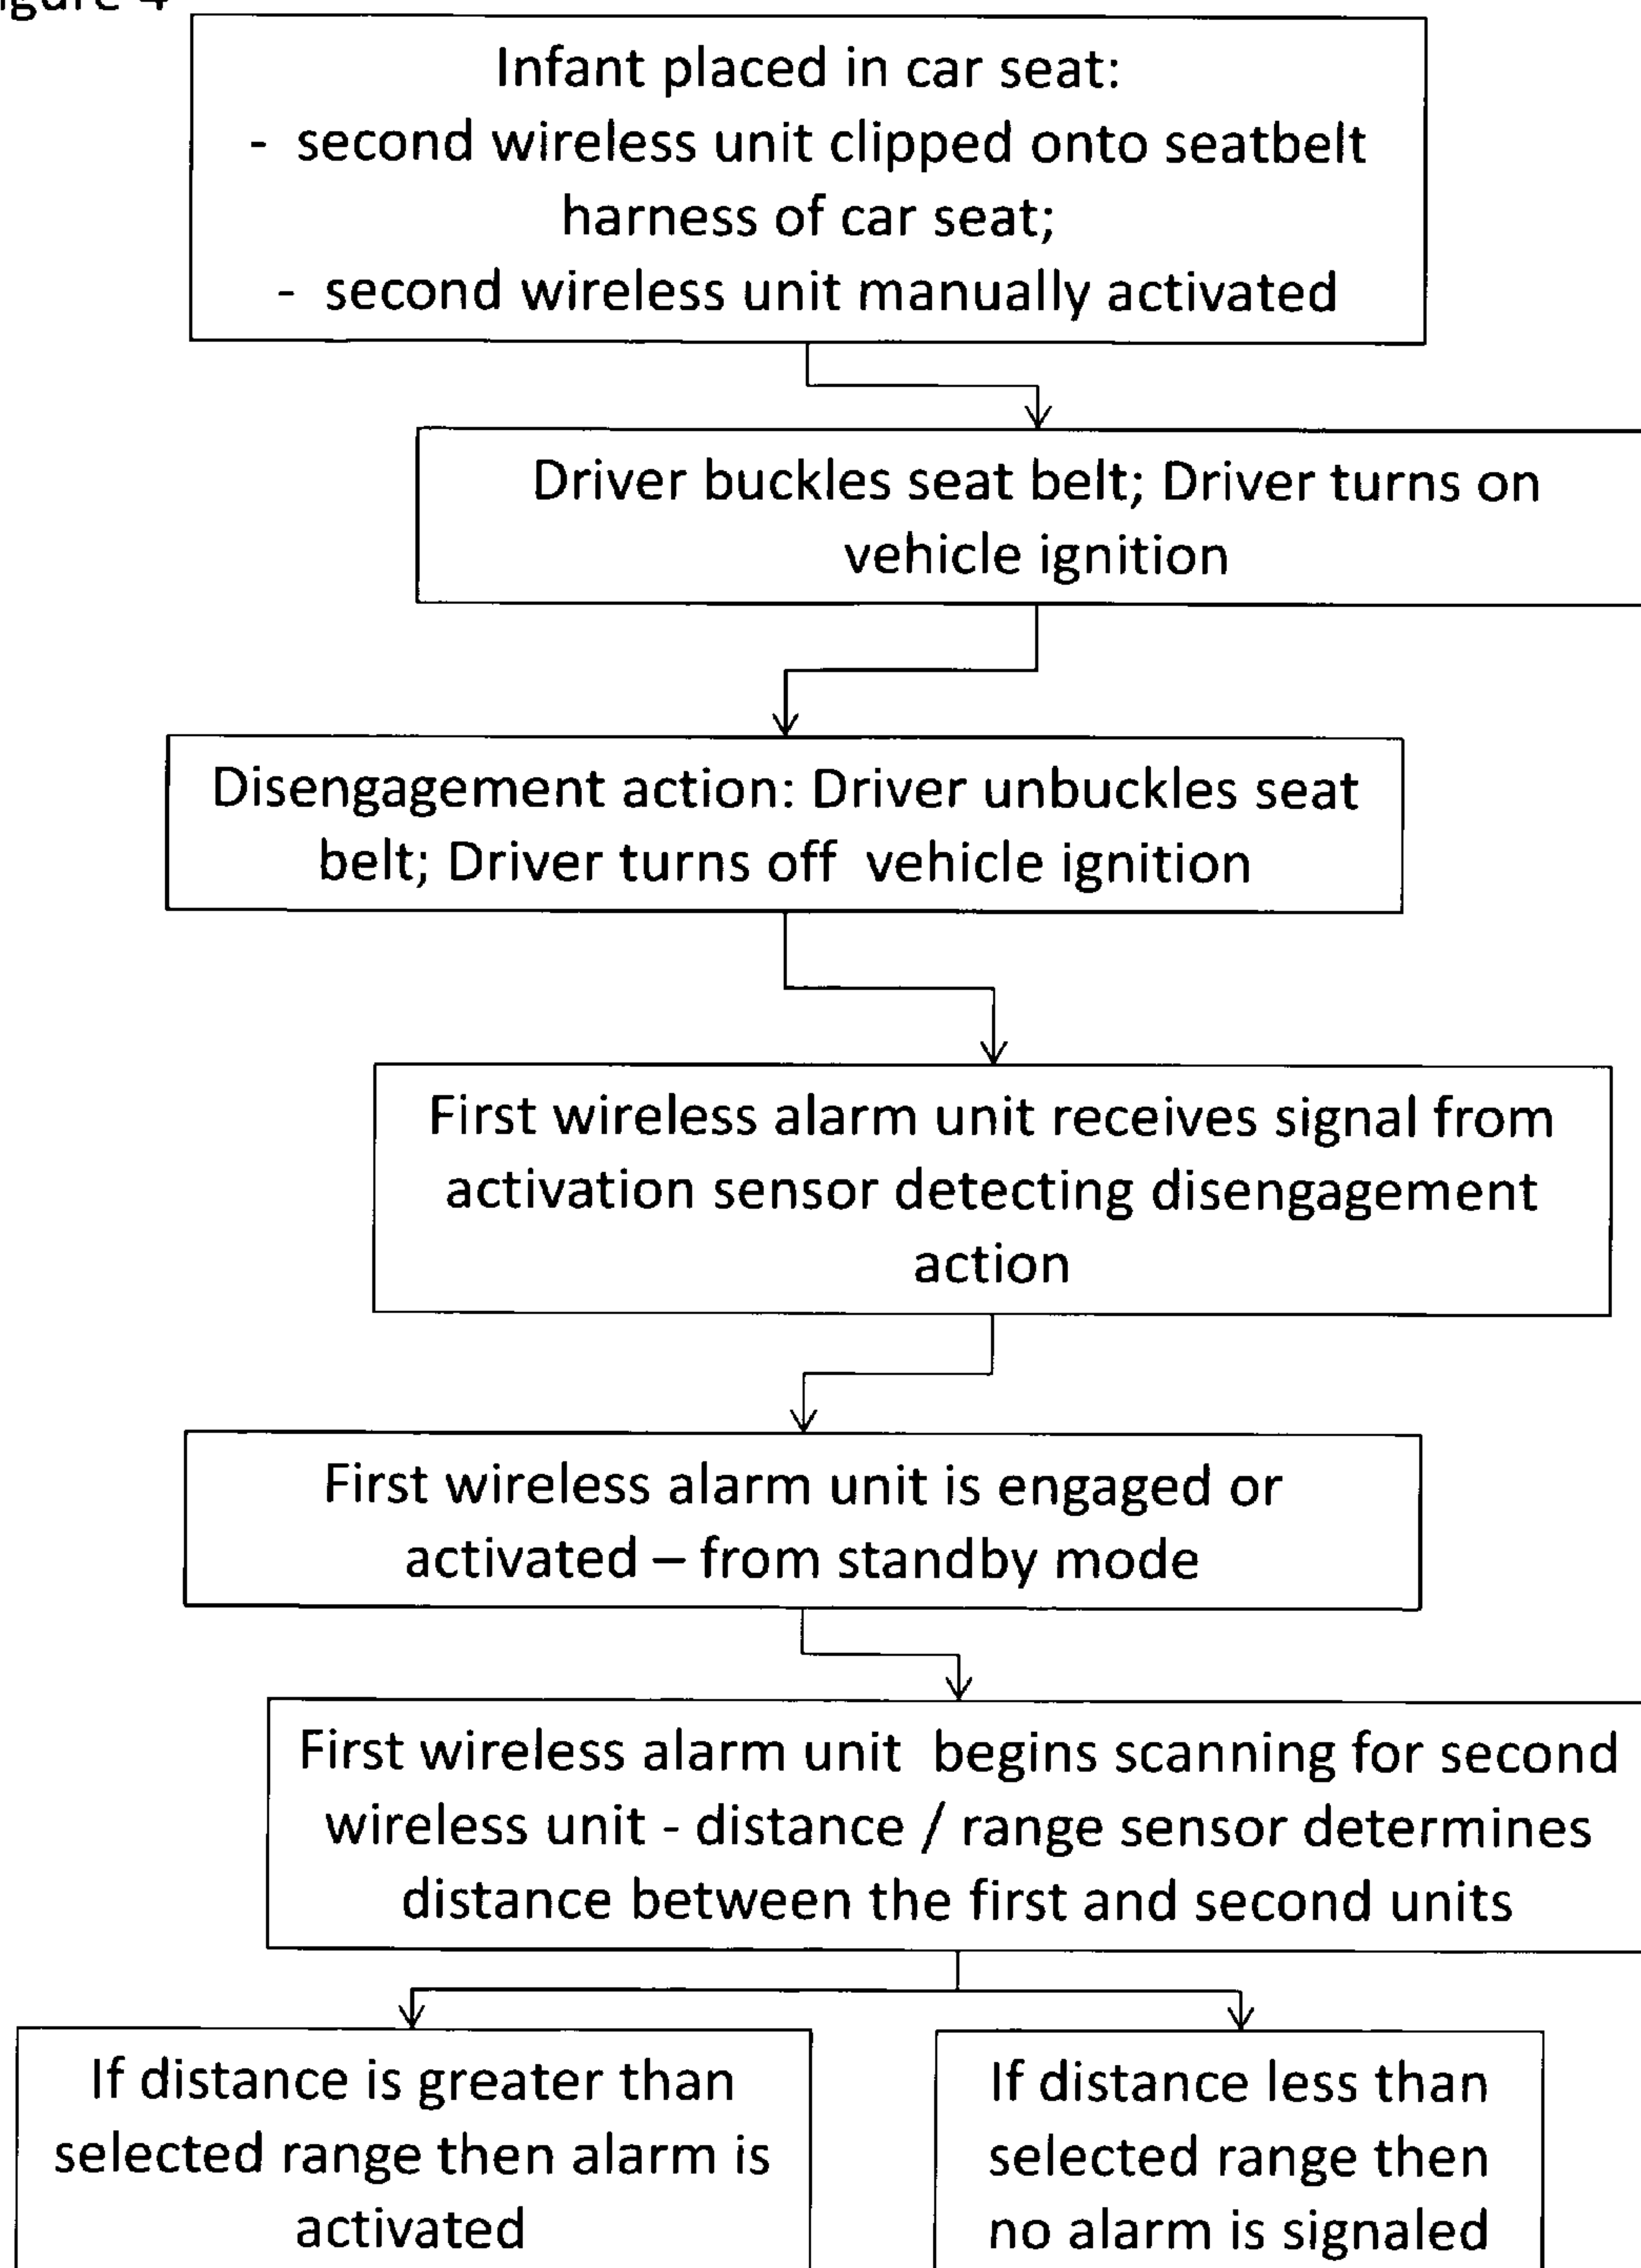 Figure 4
Infant placed in car seat:
- second wireless unit clipped onto seatbelt
harness of car seat;
- second wireless unit manually activated
Driver buckles seat belt; Driver turns on
vehicle ignition
Disengagement action: Driver unbuckles seat
belt; Driver turns off vehicle ignition
First wireless alarm unit receives signal from
activation sensor detecting disengagement
action
First wireless alarm unit is engaged or
activated – from standby mode
First wireless alarm unit begins scanning for second
wireless unit - distance / range sensor determines
distance between the first and second units
If distance is greater than
selected range then alarm is
activated
If distance less than
selected range then
no alarm is signaled